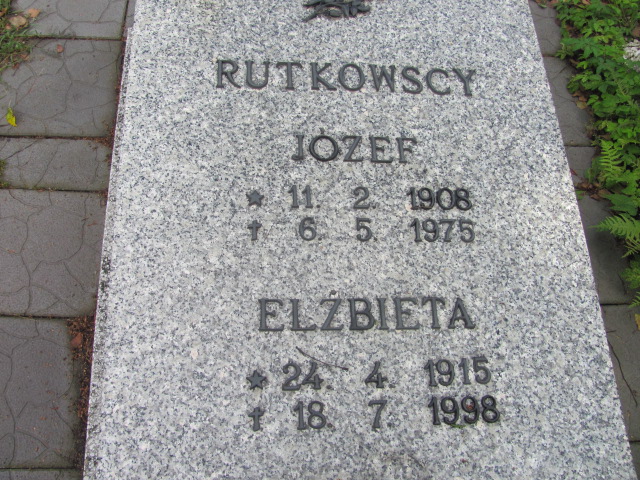 RUTKOWSCY
JÓZEF
* 11. 2. 1908
† 6. 5. 1975
ELŻBIETA
* 24. 4. 1915
† 18. 7. 1998